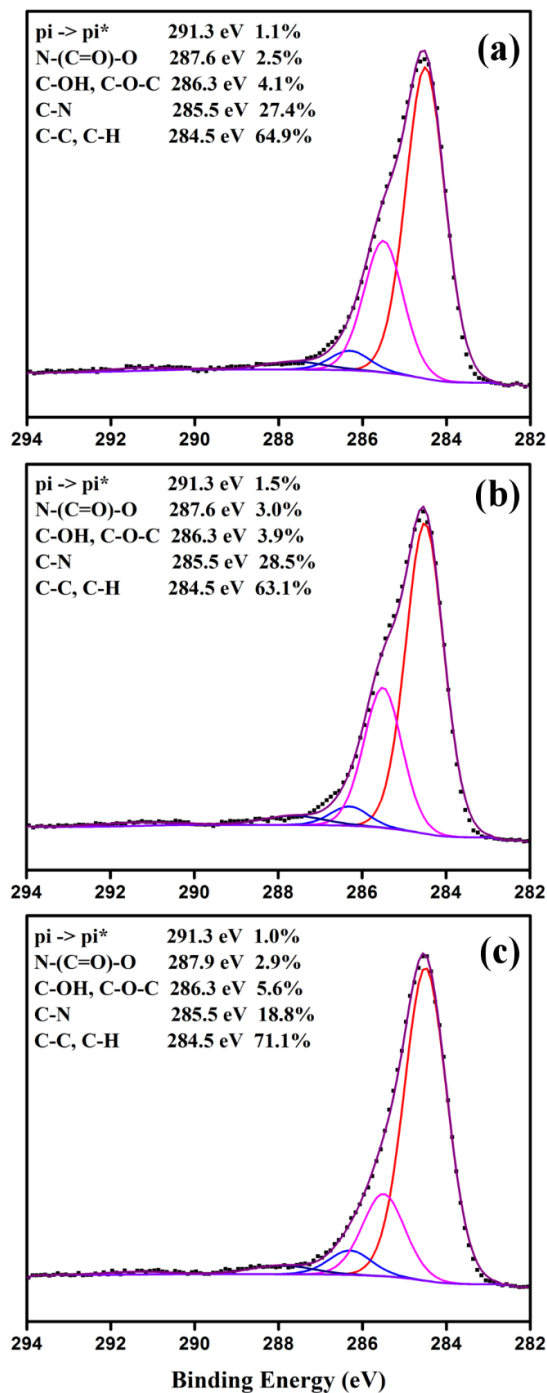 (a)
pi -> pi* 291.3 eV 1.1%
N-(C=O)-O 287.6 eV 2.5%
C-OH, C-O-C 286.3 eV 4.1%
C-N 285.5 eV 27.4%
C-C, C-H 284.5 eV 64.9%
294 292 290 288 286 284 282
(b)
pi -> pi* 291.3 eV 1.5%
N-(C=O)-O 287.6 eV 3.0%
C-OH, C-O-C 286.3 eV 3.9%
C-N 285.5 eV 28.5%
C-C, C-H 284.5 eV 63.1%
294 292 290 288 286 284 282
(c)
pi -> pi* 291.3 eV 1.0%
N-(C=O)-O 287.9 eV 2.9%
C-OH, C-O-C 286.3 eV 5.6%
C-N 285.5 eV 18.8%
C-C, C-H 284.5 eV 71.1%
294 292 290 288 286 284 282
Binding Energy (eV)